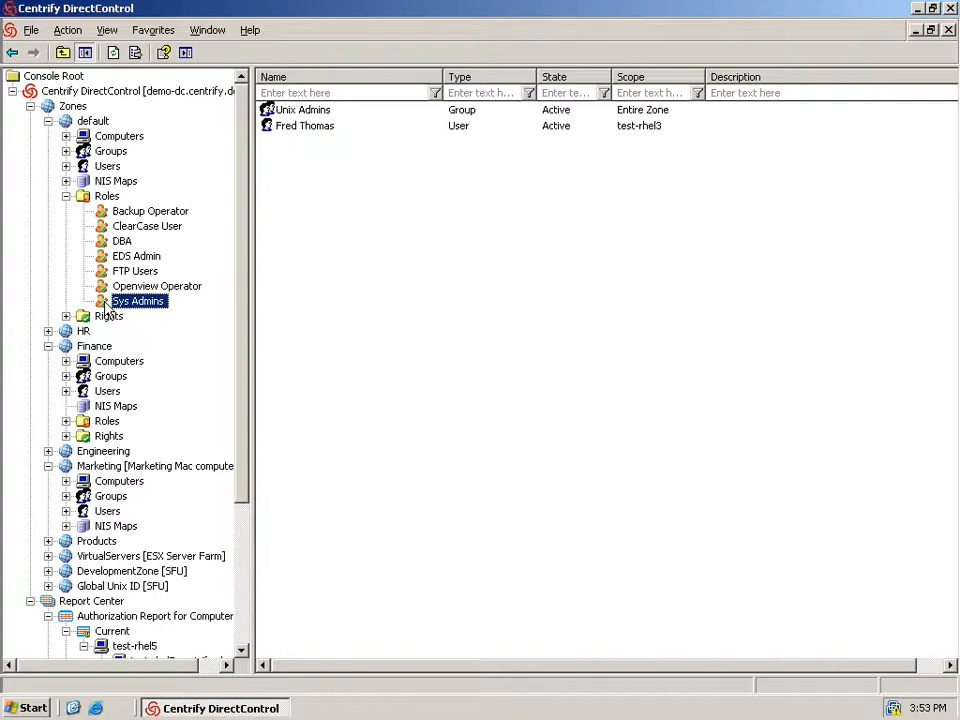 Centrify DirectControl
File Action View Favorites Window Help
Console Root
Centrify DirectControl [demo-dc.centrify.d
Zones
default
Computers
Groups
Users
NIS Maps
Roles
Backup Operator
ClearCase User
DBA
EDS Admin
FTP Users
Openview Operator
Sys Admins
Rights
HR
Finance
Computers
Groups
Users
NIS Maps
Roles
Rights
Engineering
Marketing [Marketing Mac compute
Computers
Groups
Users
NIS Maps
Products
VirtualServers [ESX Server Farm]
DevelopmentZone [SFU]
Global Unix ID [SFU]
Report Center
Authorization Report for Computer
Current
test-rhel5
Name Type State Scope Description
Enter text here Enter text h... Enter te... Enter text h... Enter text here
Unix Admins Group Active Entire Zone
Fred Thomas User Active test-rhel3
Start Centrify DirectControl 3:53 PM